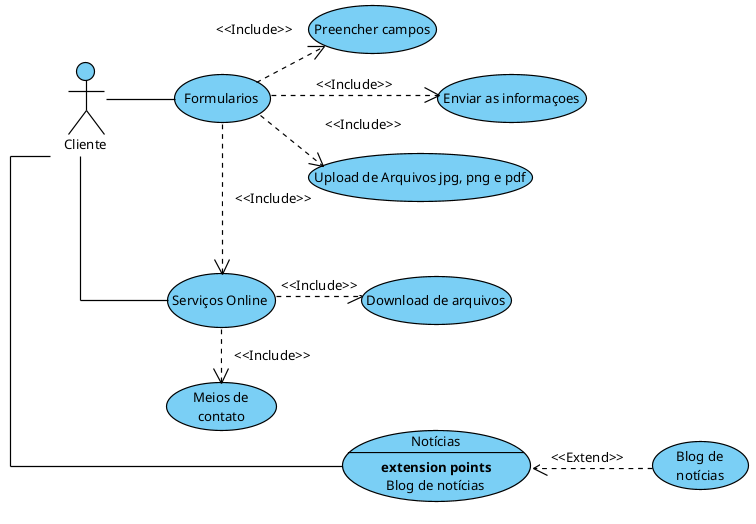 Preencher campos
<<Include>>
<<Include>>
Formularios
Enviar as informaçoes
<<Include>>
Cliente
Upload de Arquivos jpg, png e pdf
<<Include>>
<<Include>>
Serviços Online
Download de arquivos
<<Include>>
Meios de
contato
Notícias
extension points
Blog de notícias
<<Extend>>
Blog de
notícias